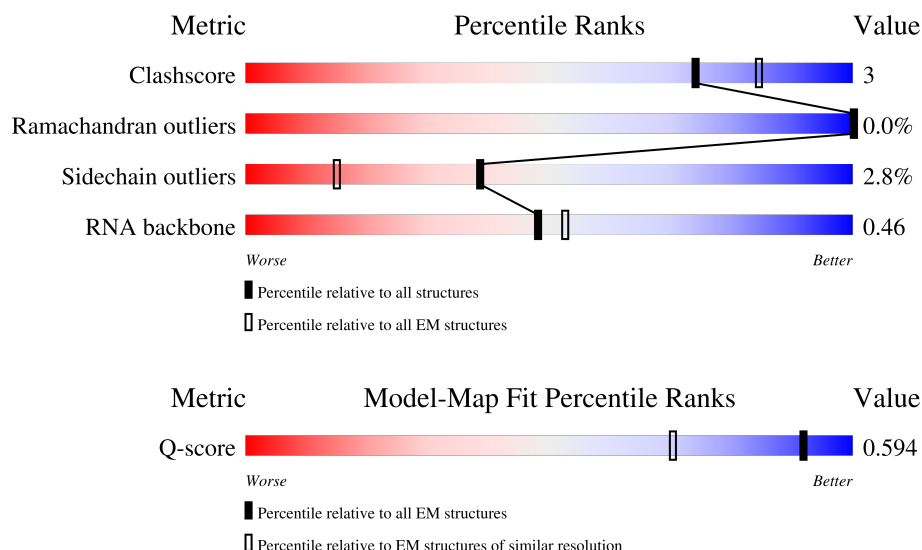 Metric Percentile Ranks Value
Clashscore 3
Ramachandran outliers 0.0%
Sidechain outliers 2.8%
RNA backbone 0.46
Worse Better
Percentile relative to all structures
Percentile relative to all EM structures
Metric Model-Map Fit Percentile Ranks Value
Q-score 0.594
Worse Better
Percentile relative to all EM structures
Percentile relative to EM structures of similar resolution